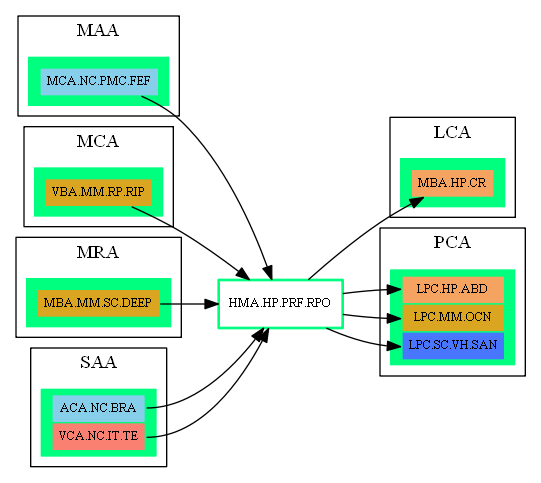 MAA
MCA.NC.PMC.FEF
MCA
VBA.MM.RP.RIP
MRA
MBA.MM.SC.DEEP
SAA
ACA.NC.BRA
VCA.NC.IT.TE
HMA.HP.PRF.RPO
LCA
MBA.HP.CR
PCA
LPC.HP.ABD
LPC.MM.OCN
LPC.SC.VH.SAN